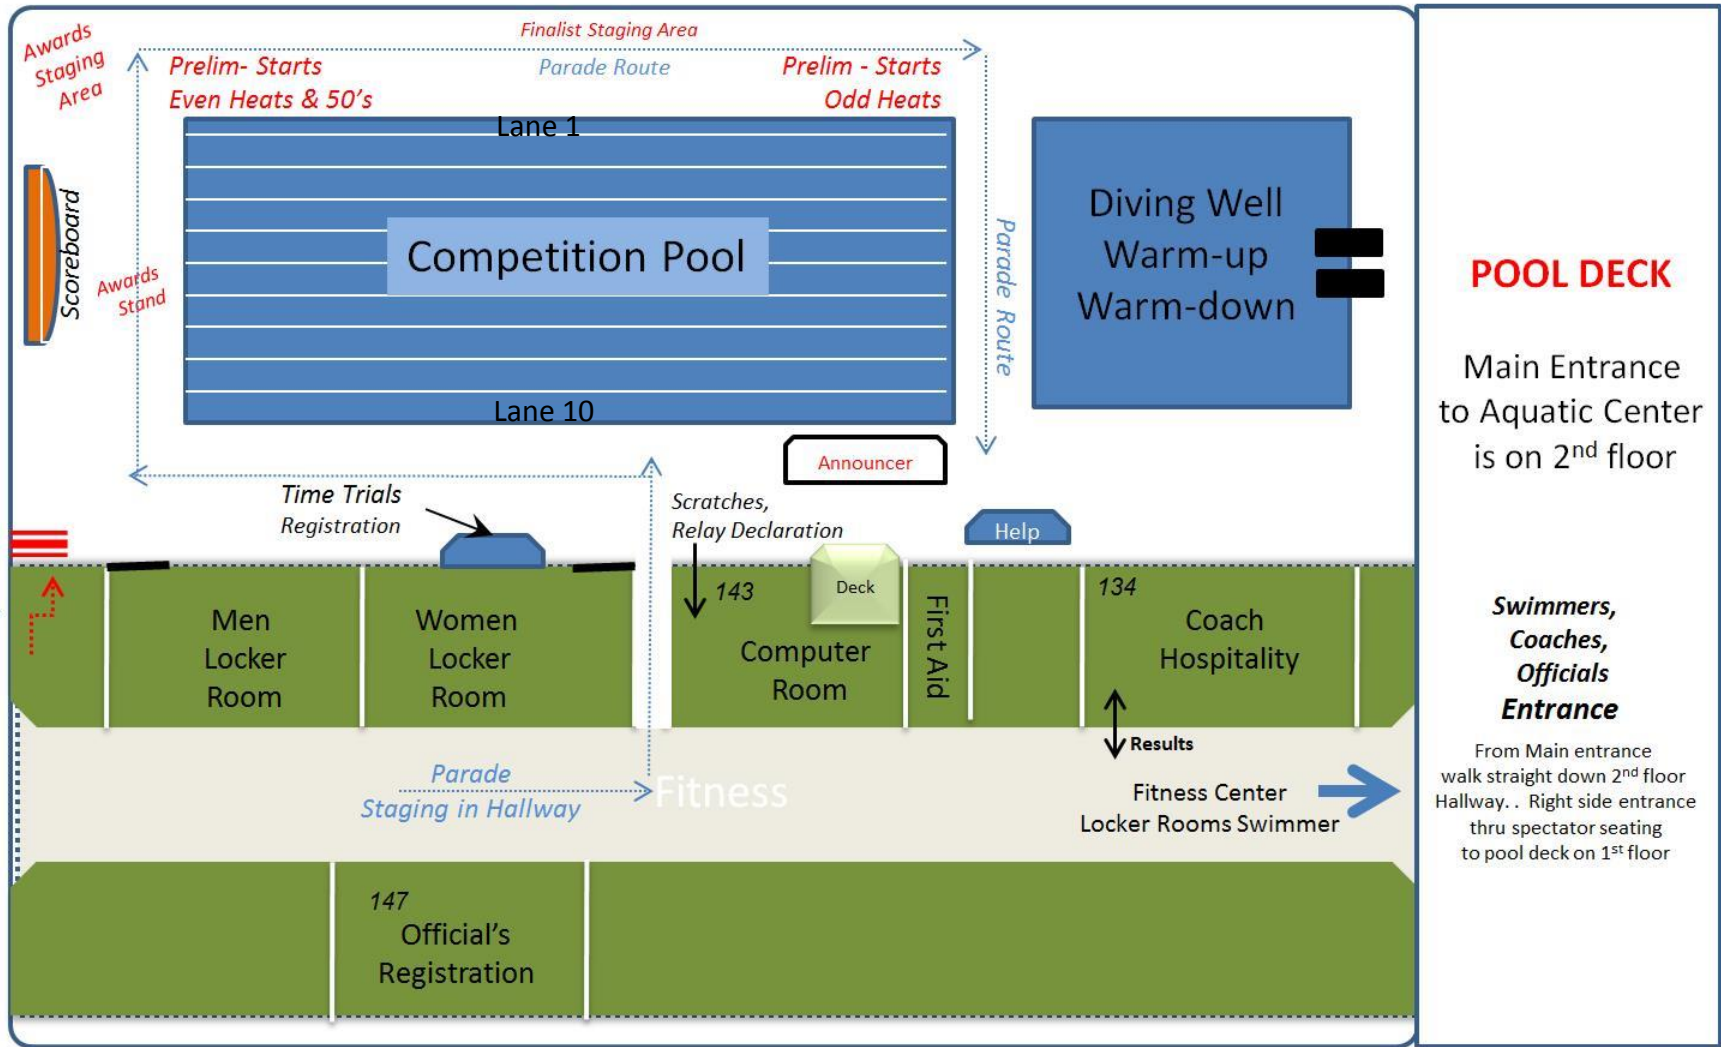 Awards
Staging
Area
Finalist Staging Area
Parade Route
Prelim- Starts
Even Heats & 50's
Prelim - Starts
Odd Heats
Lane 1
Competition Pool
Lane 10
Scoreboard
Awards
Stand
Parade Route
Diving Well
Warm-up
Warm-down
Announcer
Time Trials
Registration
Scratches,
Relay Declaration
Help
Men
Locker
Room
Women
Locker
Room
143
Deck
Computer
Room
First Aid
134
Coach
Hospitality
Results
Parade
Staging in Hallway
Fitness
Fitness Center
Locker Rooms Swimmer
147
Official's
Registration
POOL DECK
Main Entrance
to Aquatic Center
is on 2nd floor
Swimmers,
Coaches,
Officials
Entrance
From Main entrance
walk straight down 2nd floor
Hallway. . Right side entrance
thru spectator seating
to pool deck on 1st floor